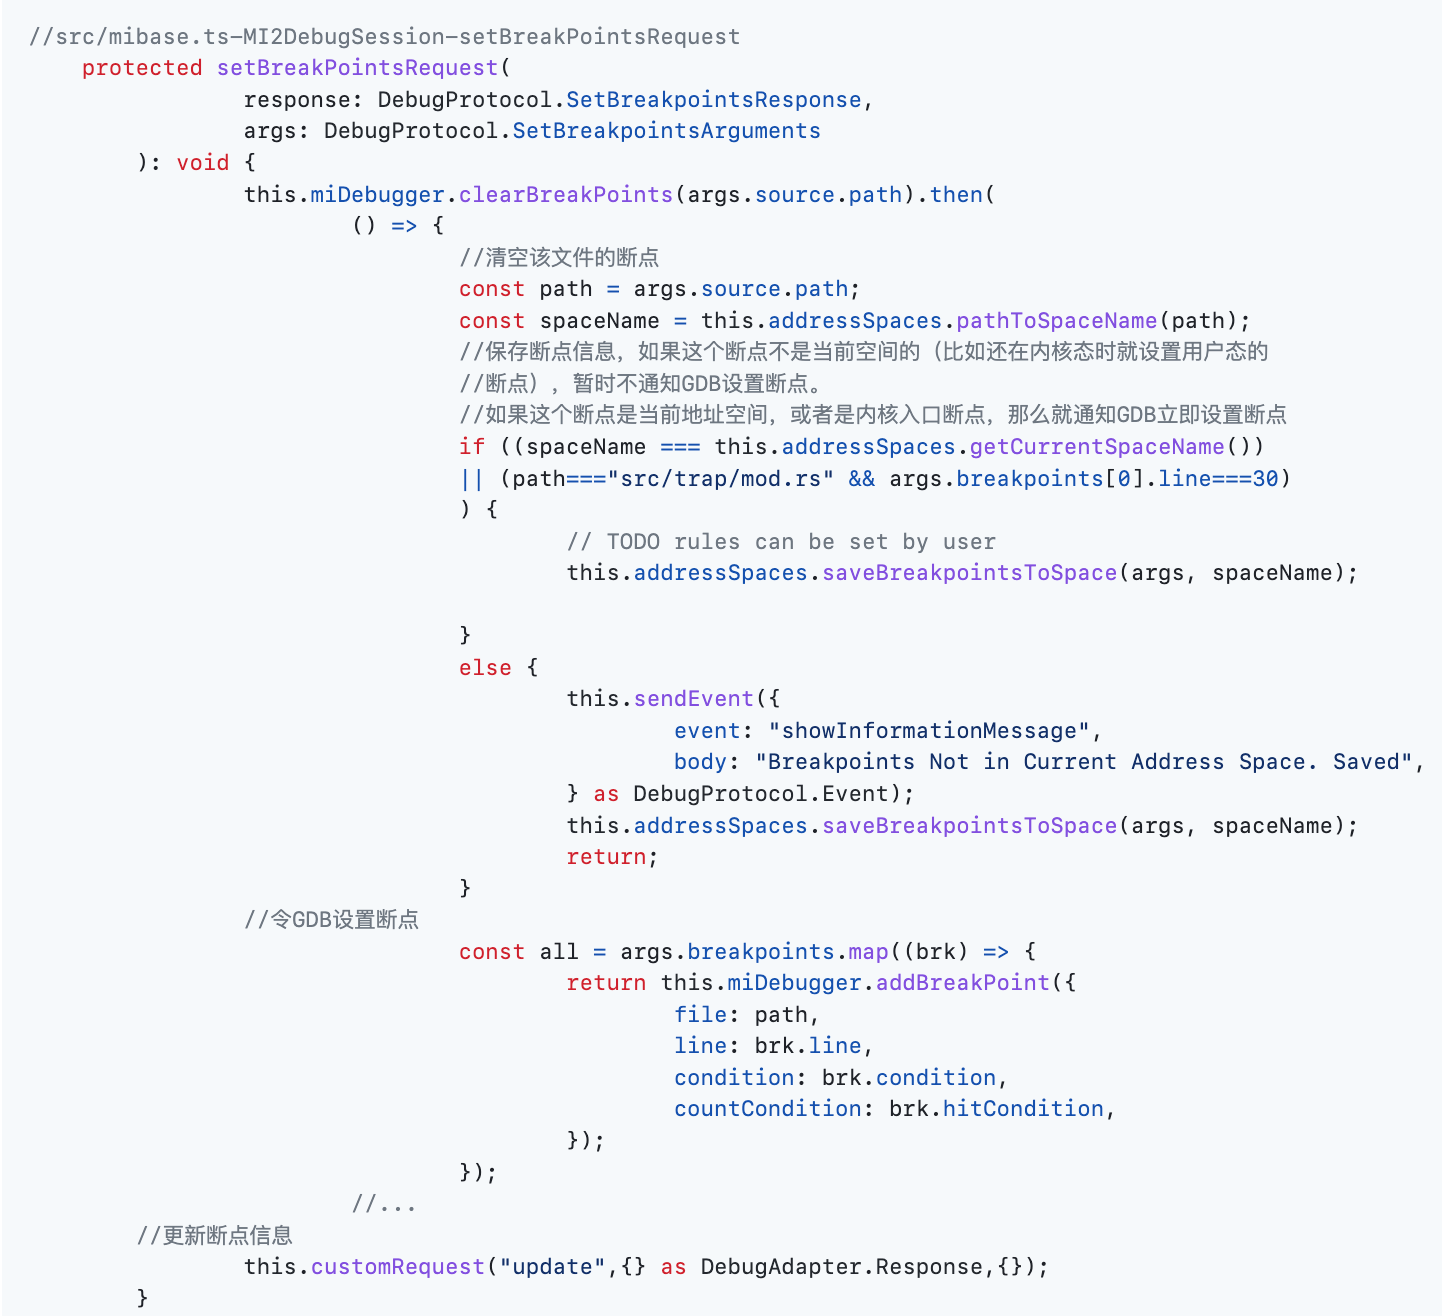 //src/mibase.ts-MI2DebugSession-setBreakPointsRequest
    protected setBreakPointsRequest(
                response: DebugProtocol.SetBreakpointsResponse,
                args: DebugProtocol.SetBreakpointsArguments
        ): void {
                this.miDebugger.clearBreakPoints(args.source.path).then(
                        () => {
                                //清空该文件的断点
                                const path = args.source.path;
                                const spaceName = this.addressSpaces.pathToSpaceName(path);
                                //保存断点信息，如果这个断点不是当前空间的（比如还在内核态时就设置用户态的
                                //断点），暂时不通知GDB设置断点。
                                //如果这个断点是当前地址空间，或者是内核入口断点，那么就通知GDB立即设置断点
                                if ((spaceName === this.addressSpaces.getCurrentSpaceName())
                                || (path==="src/trap/mod.rs" && args.breakpoints[0].line===30)
                                ) {
                                        // TODO rules can be set by user
                                        this.addressSpaces.saveBreakpointsToSpace(args, spaceName);

                                }
                                else {
                                        this.sendEvent({
                                                event: "showInformationMessage",
                                                body: "Breakpoints Not in Current Address Space. Saved",
                                        } as DebugProtocol.Event);
                                        this.addressSpaces.saveBreakpointsToSpace(args, spaceName);
                                        return;
                                }
                //令GDB设置断点
                                const all = args.breakpoints.map((brk) => {
                                        return this.miDebugger.addBreakPoint({
                                                file: path,
                                                line: brk.line,
                                                condition: brk.condition,
                                                countCondition: brk.hitCondition,
                                        });
                                });
                        //...
        //更新断点信息
                this.customRequest("update",{} as DebugAdapter.Response,{});
        }